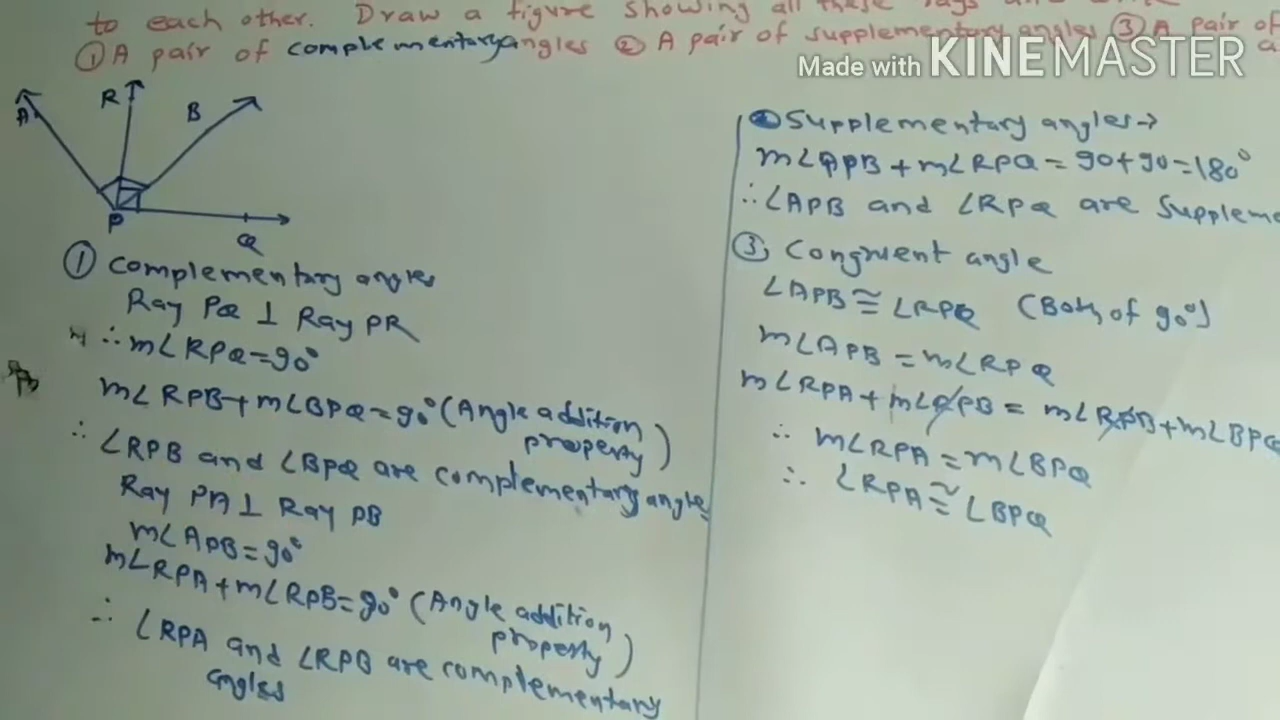 to each other. Draw a figure showing all these rays and
① A pair of complementary angles ② A pair of supplementary angles ③ A pair of
Made with KINEMASTER
A
R
B
P
Q
① Complementary angles
Ray PQ ⊥ Ray PR
∴ m∠RPQ = 90°
m∠RPB + m∠BPQ = 90° (Angle addition
property)
∴ ∠RPB and ∠BPQ are complementary angles
Ray PA ⊥ Ray PB
m∠APB = 90°
m∠RPA + m∠RPB = 90° (Angle addition
property)
∴ ∠RPA and ∠RPB are complementary
angles
② Supplementary angles →
m∠APB + m∠RPQ = 90 + 90 = 180°
∴ ∠APB and ∠RPQ are Suppleme
③ Congruent angle
∠APB ≅ ∠RPQ (Both of 90°)
m∠APB = m∠RPQ
m∠RPA + m∠RPB = m∠RPB + m∠BPQ
∴ m∠RPA = m∠BPQ
∴ ∠RPA ≅ ∠BPQ